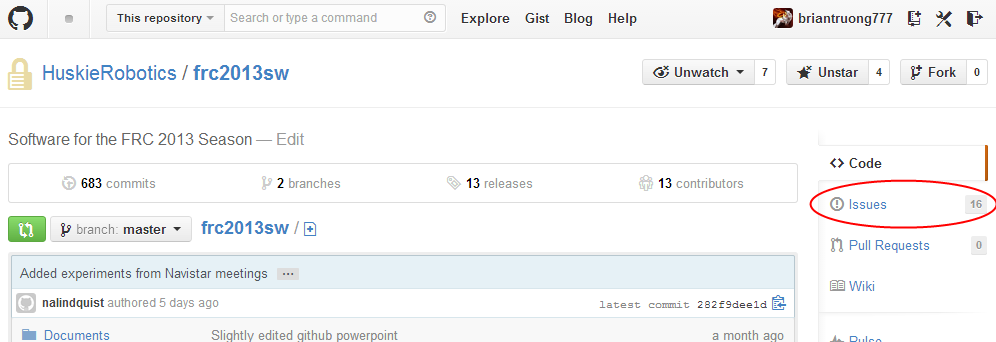 This repository Search or type a command Explore Gist Blog Help briantruong777
HuskieRobotics / frc2013sw Unwatch 7 Unstar 4 Fork 0
Software for the FRC 2013 Season — Edit
Code
683 commits 2 branches 13 releases 13 contributors
Issues 16
branch: master frc2013sw /
Pull Requests 0
Added experiments from Navistar meetings ...
Wiki
nalindquist authored 5 days ago latest commit 282f9dee1d
Documents Slightly edited github powerpoint a month ago
Pulse